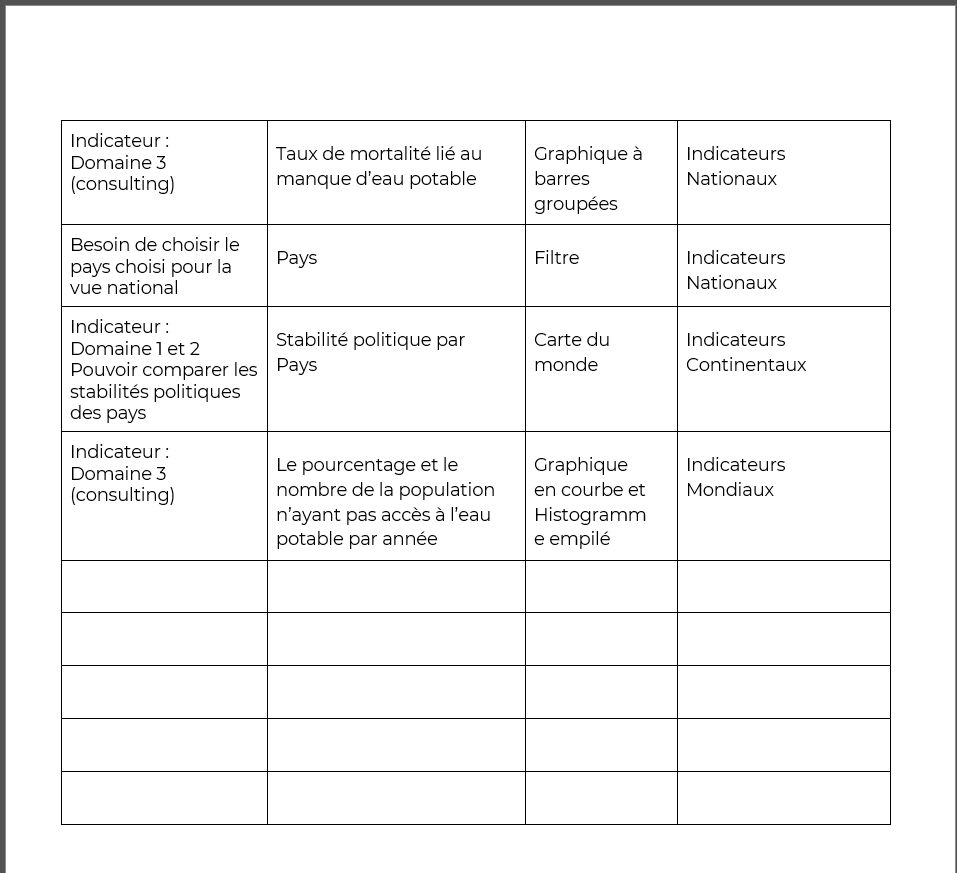 Indicateur :
Domaine 3
(consulting)
Taux de mortalité lié au
manque d’eau potable
Graphique à
barres
groupées
Indicateurs
Nationaux
Besoin de choisir le
pays choisi pour la
vue national
Pays
Filtre
Indicateurs
Nationaux
Indicateur :
Domaine 1 et 2
Pouvoir comparer les
stabilités politiques
des pays
Stabilité politique par
Pays
Carte du
monde
Indicateurs
Continentaux
Indicateur :
Domaine 3
(consulting)
Le pourcentage et le
nombre de la population
n’ayant pas accès à l’eau
potable par année
Graphique
en courbe et
Histogramm
e empilé
Indicateurs
Mondiaux